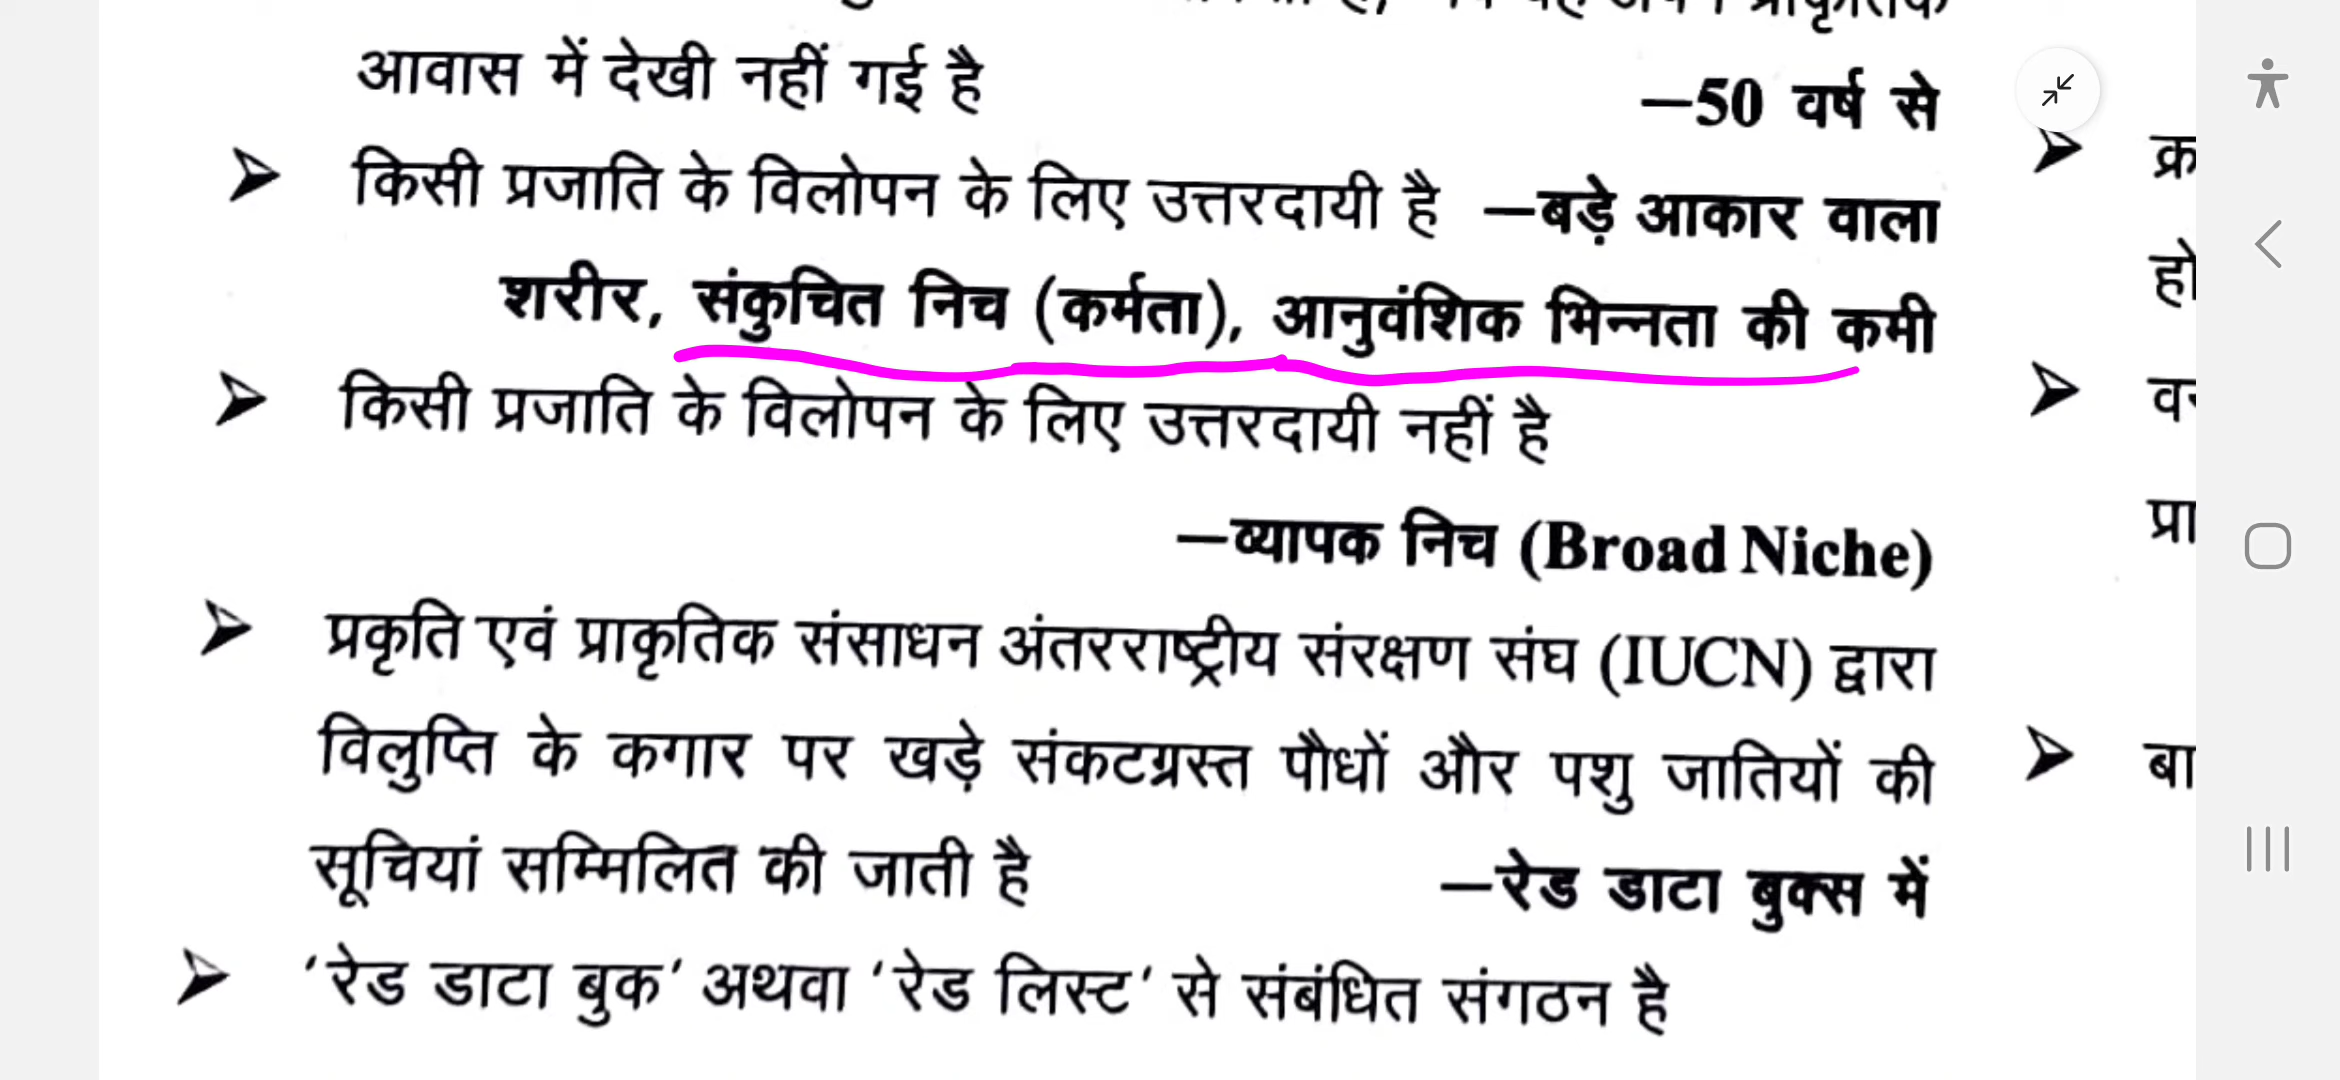 आवास में देखी नहीं गई है —50 वर्ष से
➤ किसी प्रजाति के विलोपन के लिए उत्तरदायी है —बड़े आकार वाला
शरीर, संकुचित निच (कर्मता), आनुवंशिक भिन्नता की कमी
➤ किसी प्रजाति के विलोपन के लिए उत्तरदायी नहीं है
—व्यापक निच (Broad Niche)
➤ प्रकृति एवं प्राकृतिक संसाधन अंतरराष्ट्रीय संरक्षण संघ (IUCN) द्वारा
विलुप्ति के कगार पर खड़े संकटग्रस्त पौधों और पशु जातियों की
सूचियां सम्मिलित की जाती है —रेड डाटा बुक्स में
➤ ‘रेड डाटा बुक’ अथवा ‘रेड लिस्ट’ से संबंधित संगठन है